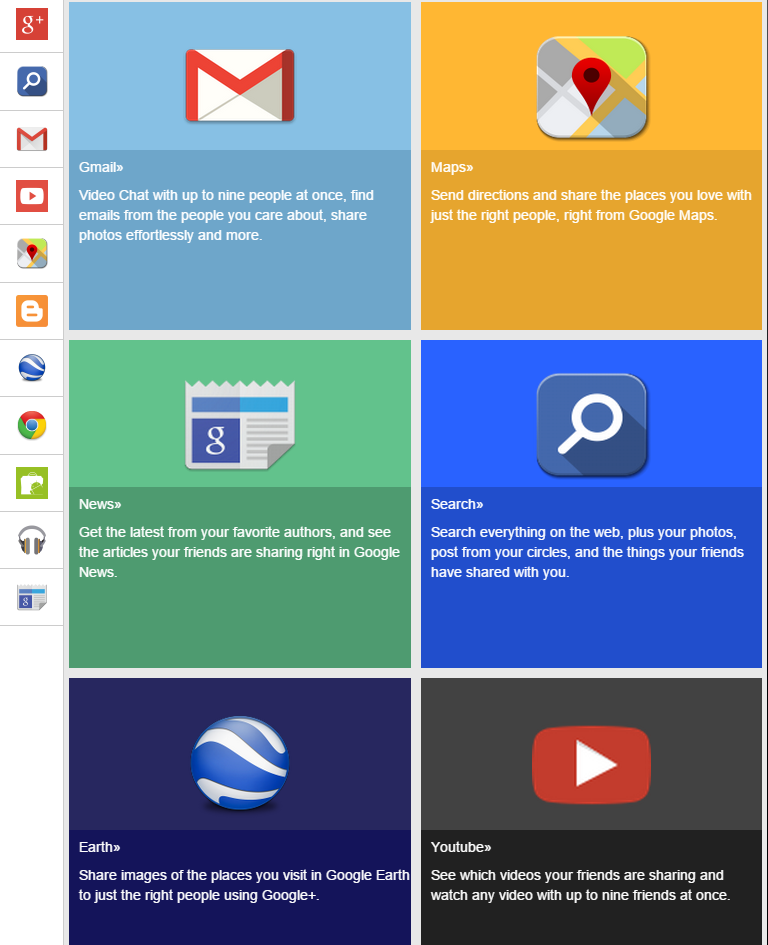 g+
Gmail»
Video Chat with up to nine people at once, find
emails from the people you care about, share
photos effortlessly and more.
Maps»
Send directions and share the places you love with
just the right people, right from Google Maps.
g
News»
Get the latest from your favorite authors, and see
the articles your friends are sharing right in Google
News.
Search»
Search everything on the web, plus your photos,
post from your circles, and the things your friends
have shared with you.
g
Earth»
Share images of the places you visit in Google Earth
to just the right people using Google+.
Youtube»
See which videos your friends are sharing and
watch any video with up to nine friends at once.